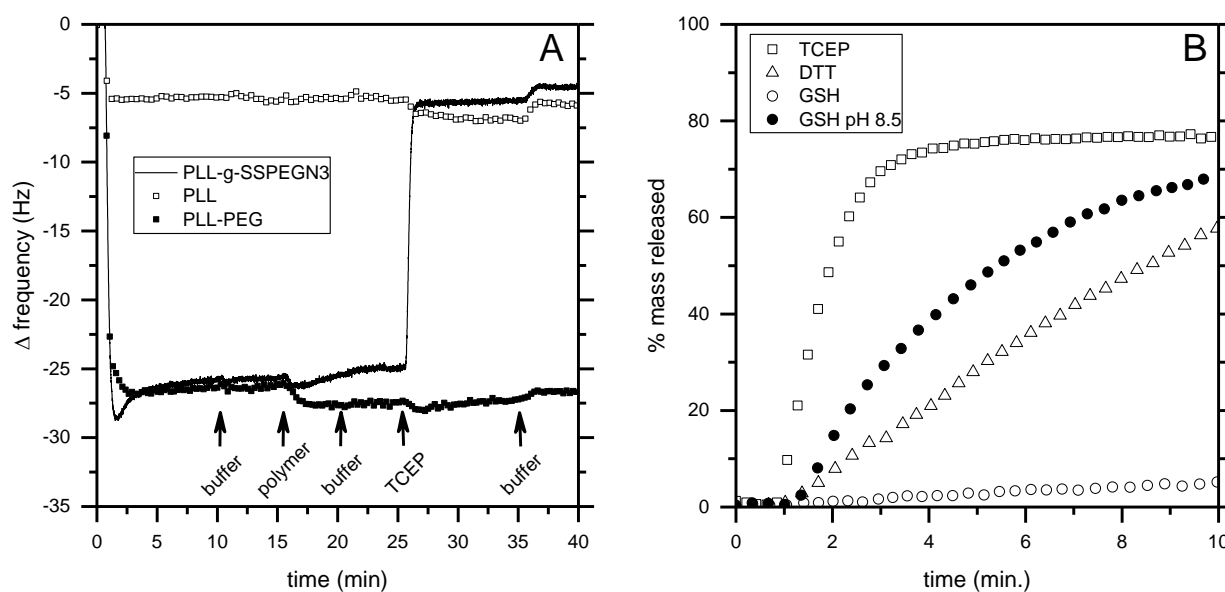 A
0
-5
-10
-15
-20
-25
-30
-35
Δ frequency (Hz)
PLL-g-SSPEGN3
PLL
PLL-PEG
buffer
polymer
buffer
TCEP
buffer
0 5 10 15 20 25 30 35 40
time (min)
B
100
80
60
40
20
0
% mass released
TCEP
DTT
GSH
GSH pH 8.5
0 2 4 6 8 10
time (min.)